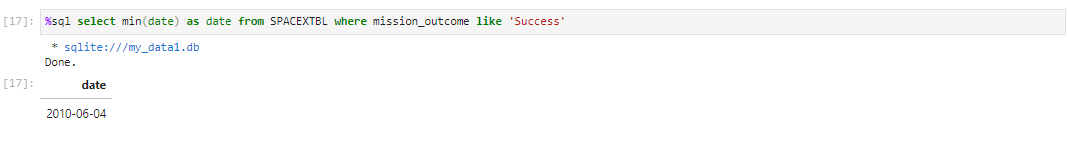 [17]: %sql select min(date) as date from SPACEXTBL where mission_outcome like 'Success'
* sqlite:///my_data1.db
Done.
[17]: date
2010-06-04